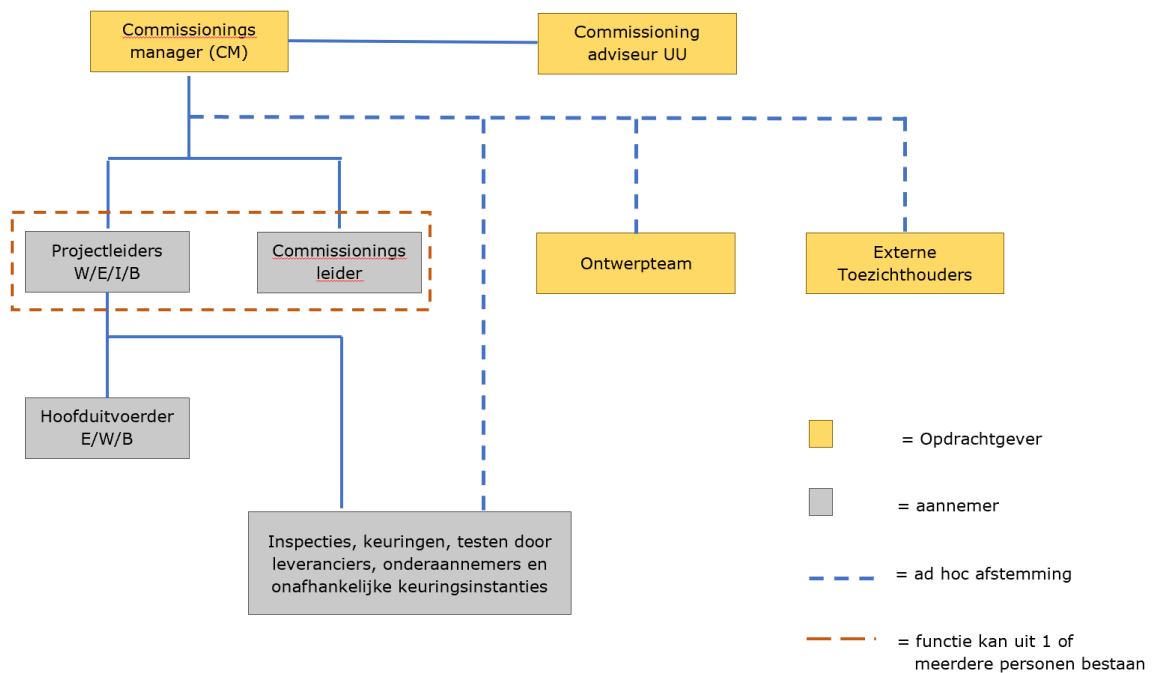 Commissionings
manager (CM)
Commissioning
adviseur UU
Projectleiders
W/E/I/B
Commissionings
leider
Ontwerpteam
Externe
Toezichthouders
Hoofduitvoerder
E/W/B
Inspecties, keuringen, testen door
leveranciers, onderaannemers en
onafhankelijke keuringsinstanties
= Opdrachtgever
= aannemer
= ad hoc afstemming
= functie kan uit 1 of
meerdere personen bestaan